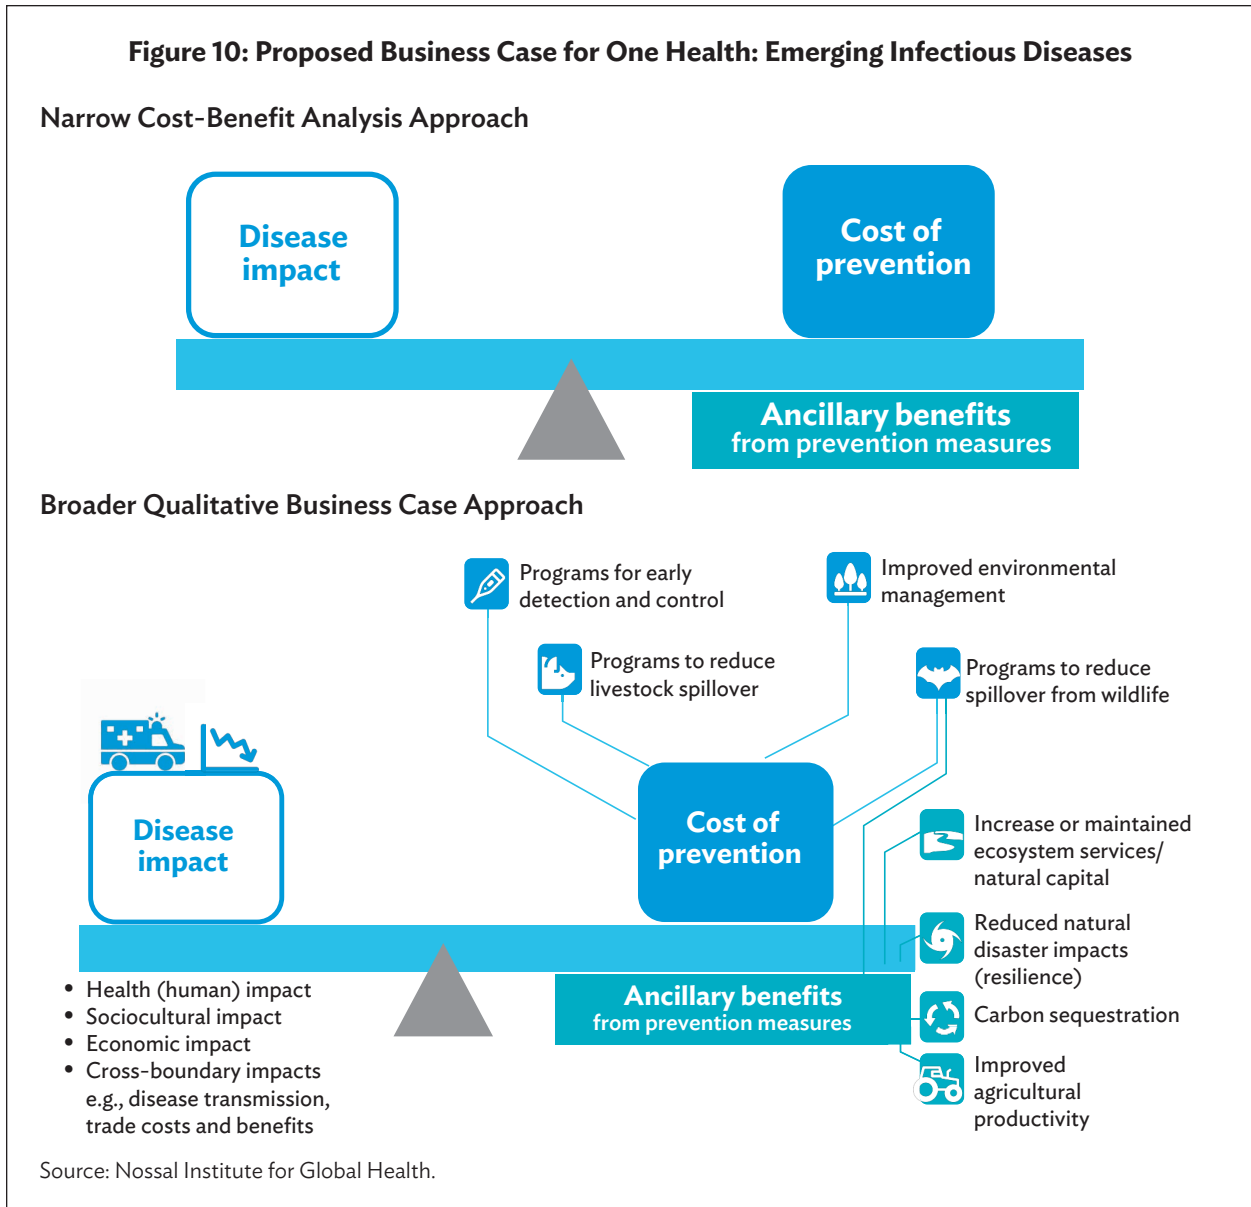 Figure 10: Proposed Business Case for One Health: Emerging Infectious Diseases
Narrow Cost-Benefit Analysis Approach
Disease
impact
Cost of
prevention
Ancillary benefits
from prevention measures
Broader Qualitative Business Case Approach
Programs for early
detection and control
Improved environmental
management
Programs to reduce
livestock spillover
Programs to reduce
spillover from wildlife
Disease
impact
Cost of
prevention
Increase or maintained
ecosystem services/
natural capital
Reduced natural
disaster impacts
(resilience)
Ancillary benefits
from prevention measures
Carbon sequestration
Improved
agricultural
productivity
• Health (human) impact
• Sociocultural impact
• Economic impact
• Cross-boundary impacts
e.g., disease transmission,
trade costs and benefits
Source: Nossal Institute for Global Health.